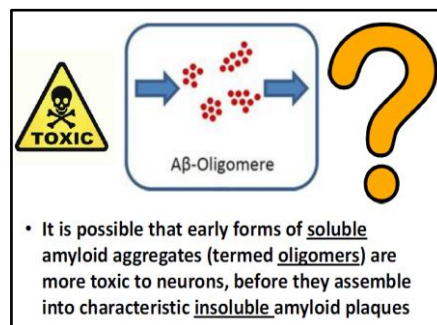 TOXIC
Aβ-Oligomere
• It is possible that early forms of soluble
amyloid aggregates (termed oligomers) are
more toxic to neurons, before they assemble
into characteristic insoluble amyloid plaques